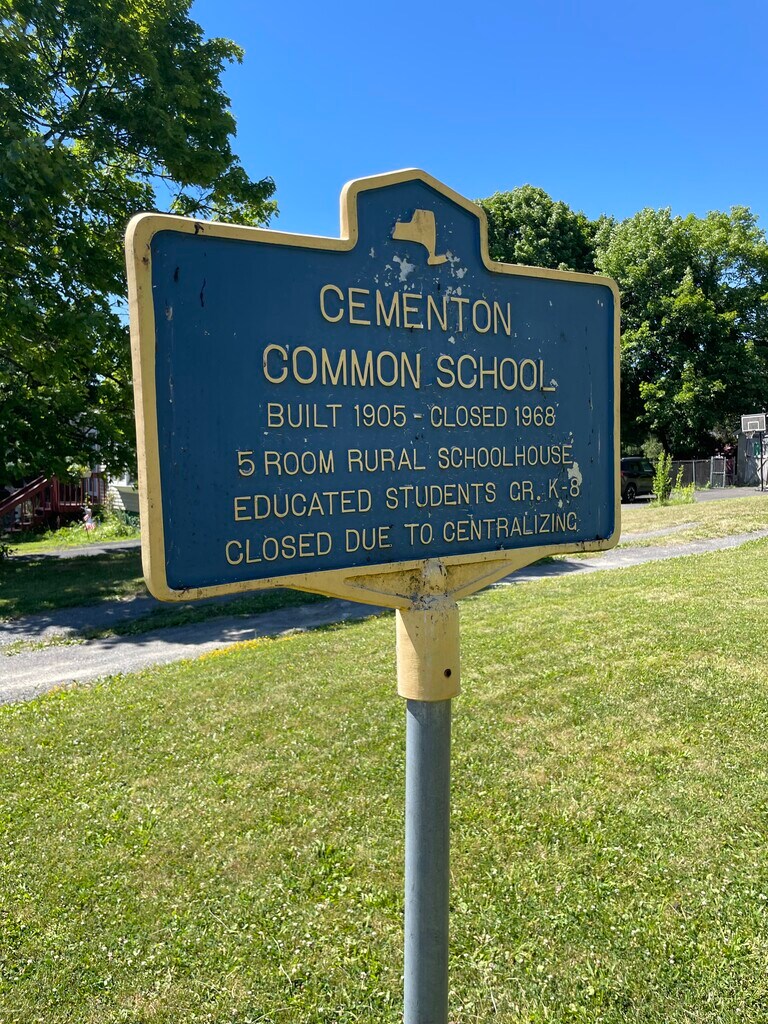 CEMENTON
COMMON SCHOOL
BUILT 1905 - CLOSED 1968
5 ROOM RURAL SCHOOLHOUSE
EDUCATED STUDENTS GR. K-8
CLOSED DUE TO CENTRALIZING